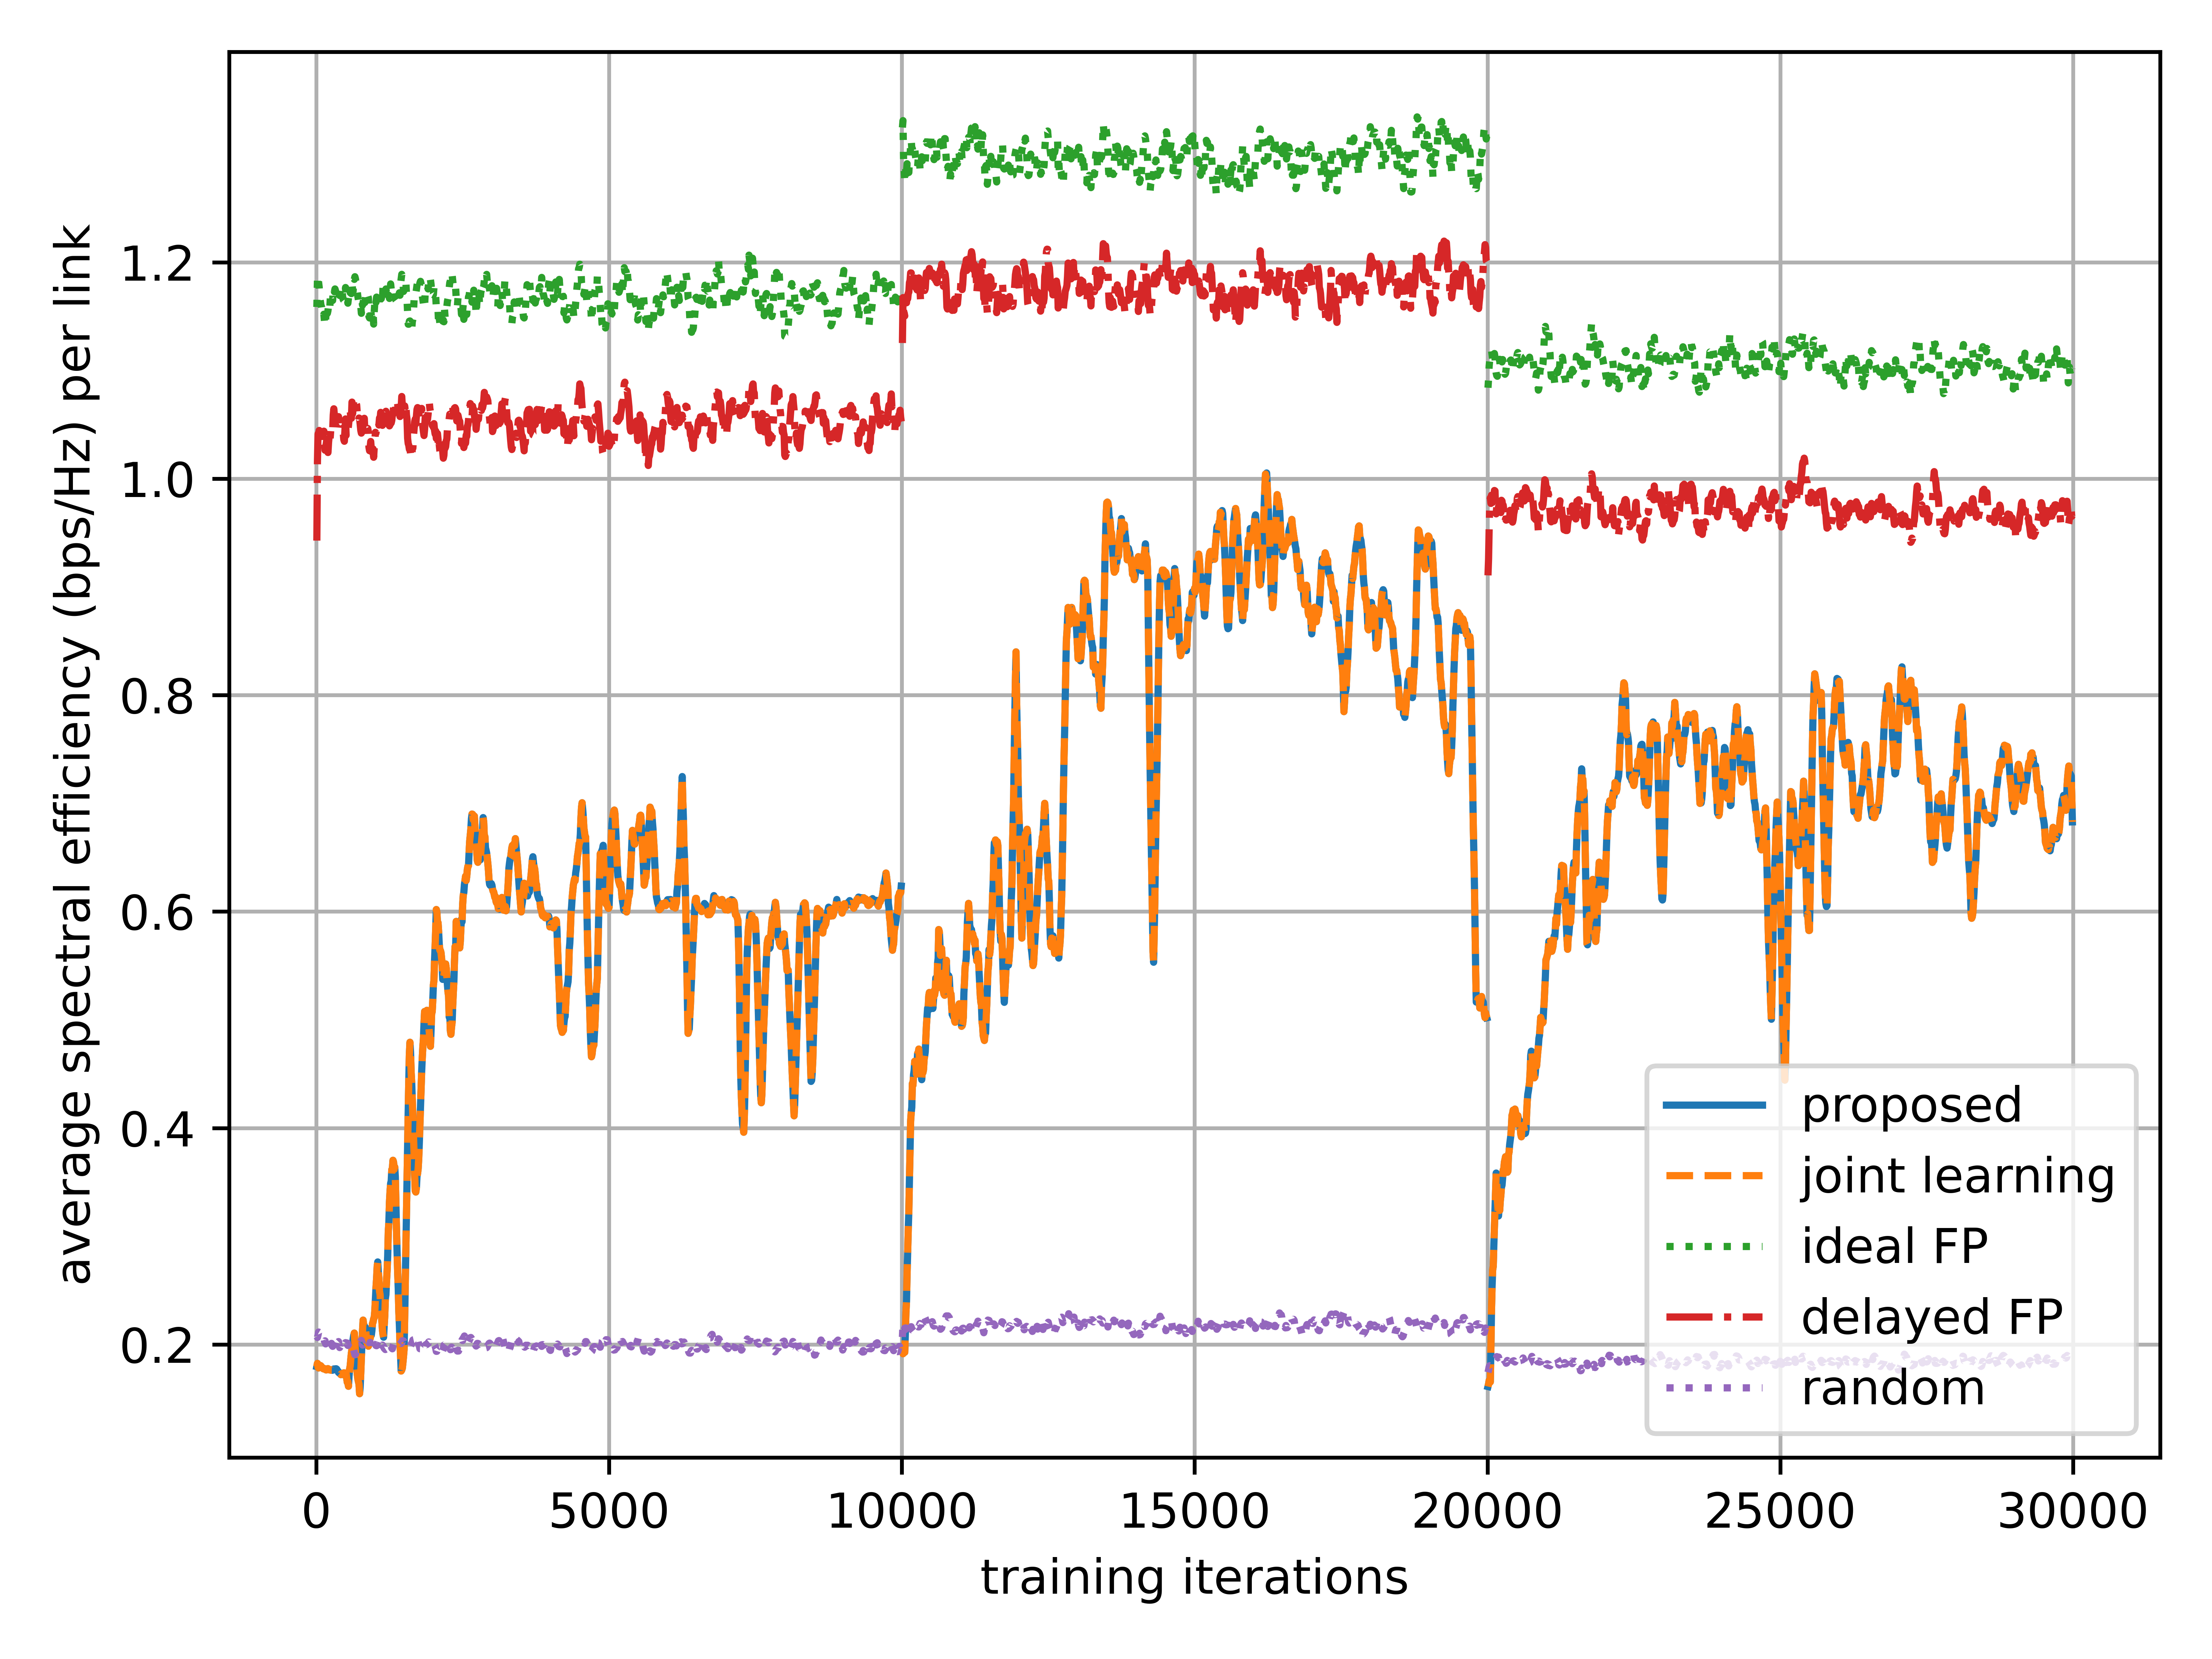 average spectral efficiency (bps/Hz) per link
1.2
1.0
0.8
0.6
0.4
0.2
0 5000 10000 15000 20000 25000 30000
training iterations
proposed
joint learning
ideal FP
delayed FP
random